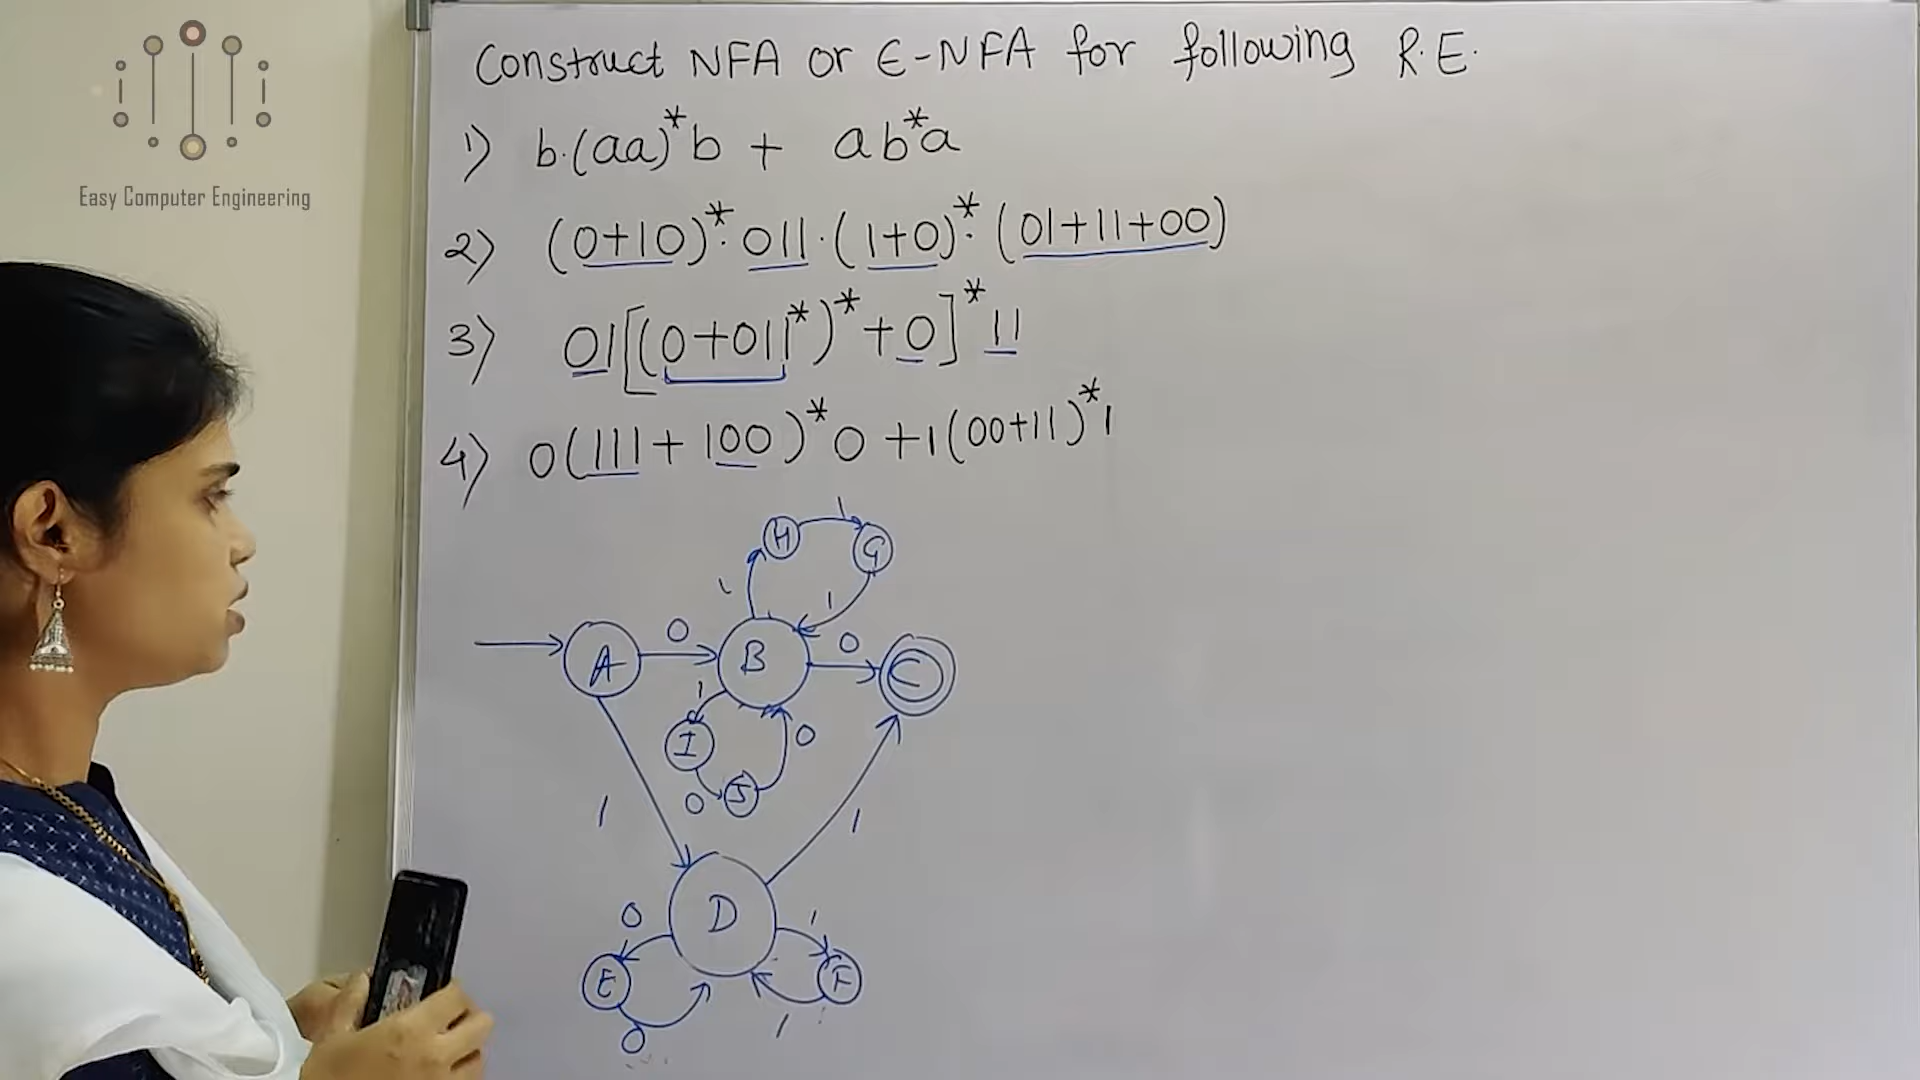 Easy Computer Engineering
Construct NFA or ϵ-NFA for following R.E.
1) b.(aa)*b + ab*a
2) (0+10)*.011.(1+0)*.(01+11+00)
3) 01[(0+011*)*+0]*11
4) 0(111+100)*0+1(00+11)*1
1
H G
1 1
0 0
A B C
1
I 0
0 J
1 1
D
0 1
E F
0 1